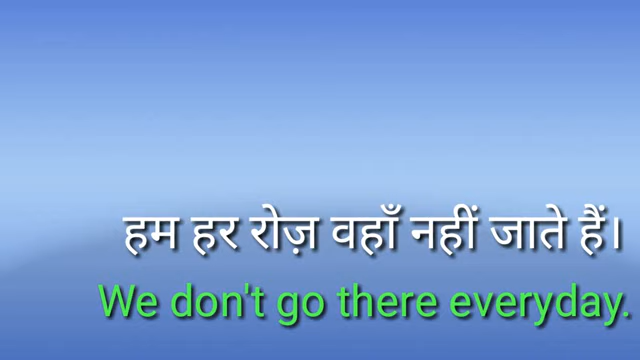 हम हर रोज़ वहाँ नहीं जाते हैं।
We don't go there everyday.